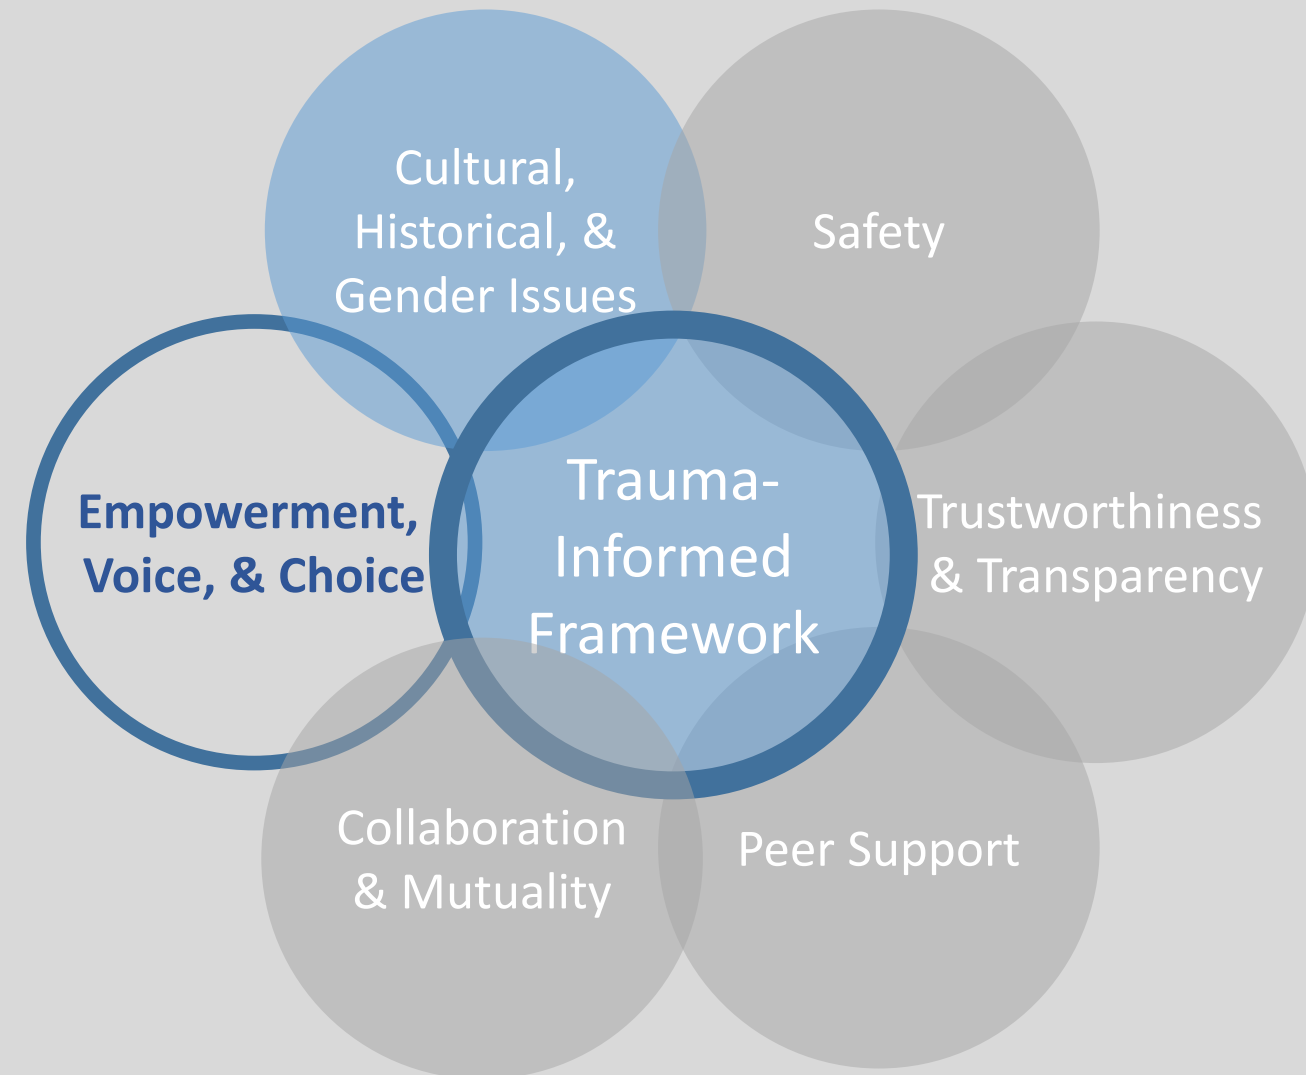 Cultural,
Historical, &
Gender Issues
Safety
Empowerment,
Voice, & Choice
Trauma-
Informed
Framework
Trustworthiness
& Transparency
Collaboration
& Mutuality
Peer Support